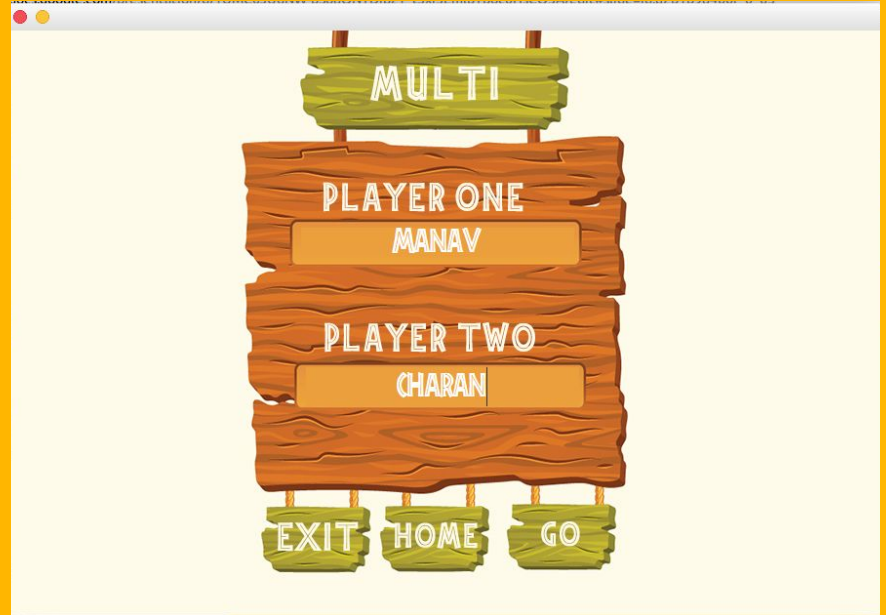 MULTI
PLAYER ONE
MANAV
PLAYER TWO
CHARAN
EXIT HOME GO